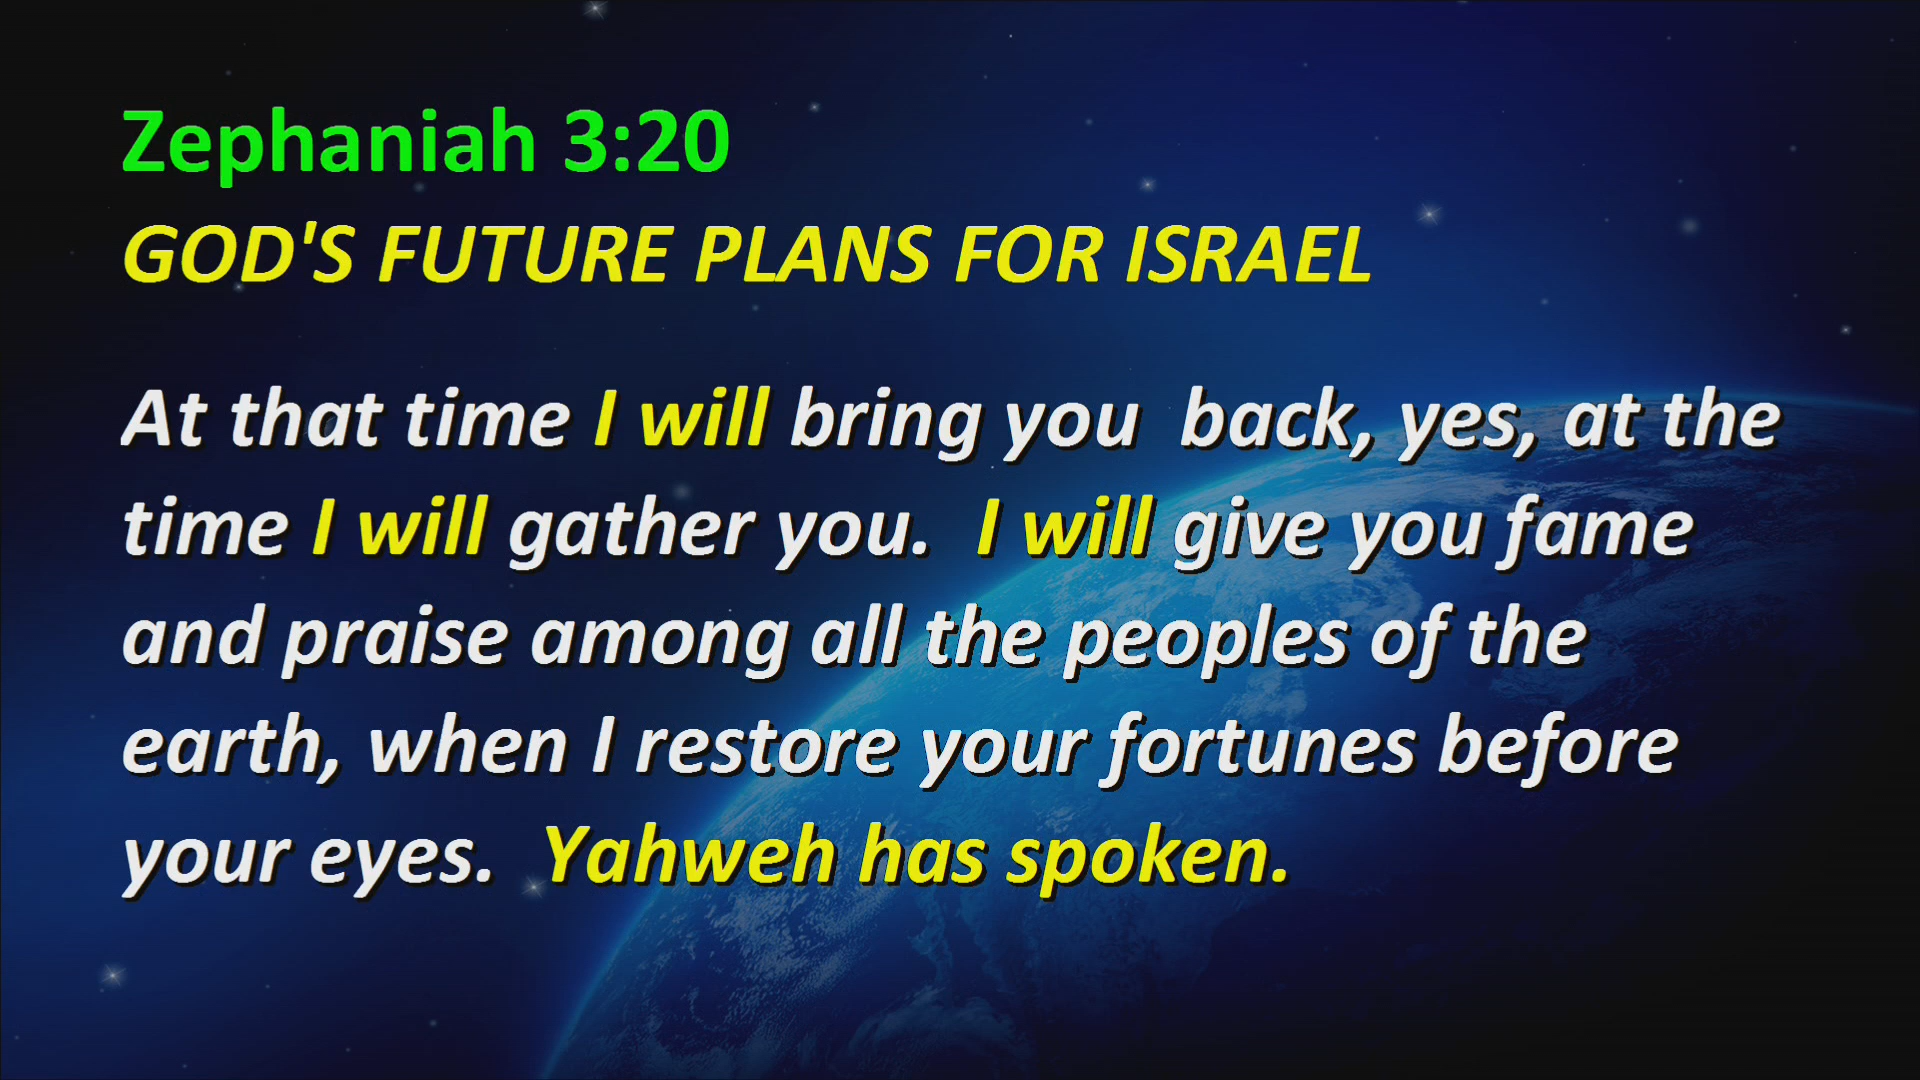 Zephaniah 3:20
GOD'S FUTURE PLANS FOR ISRAEL
At that time I will bring you  back, yes, at the
time I will gather you.  I will give you fame
and praise among all the peoples of the
earth, when I restore your fortunes before
your eyes.  Yahweh has spoken.